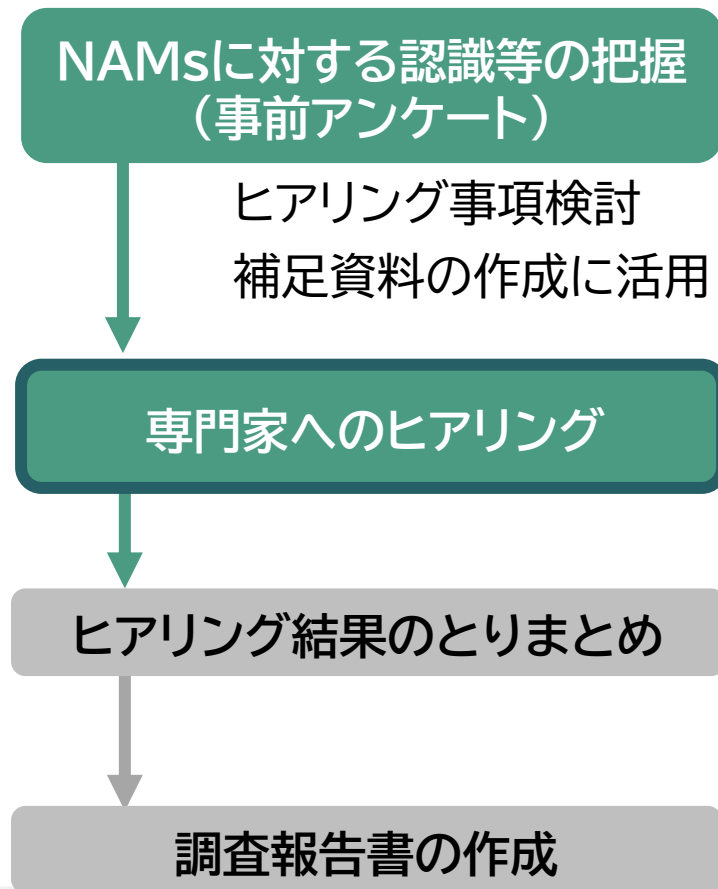 NAMsに対する認識等の把握
（事前アンケート）
ヒアリング事項検討
補足資料の作成に活用
専門家へのヒアリング
ヒアリング結果のとりまとめ
調査報告書の作成